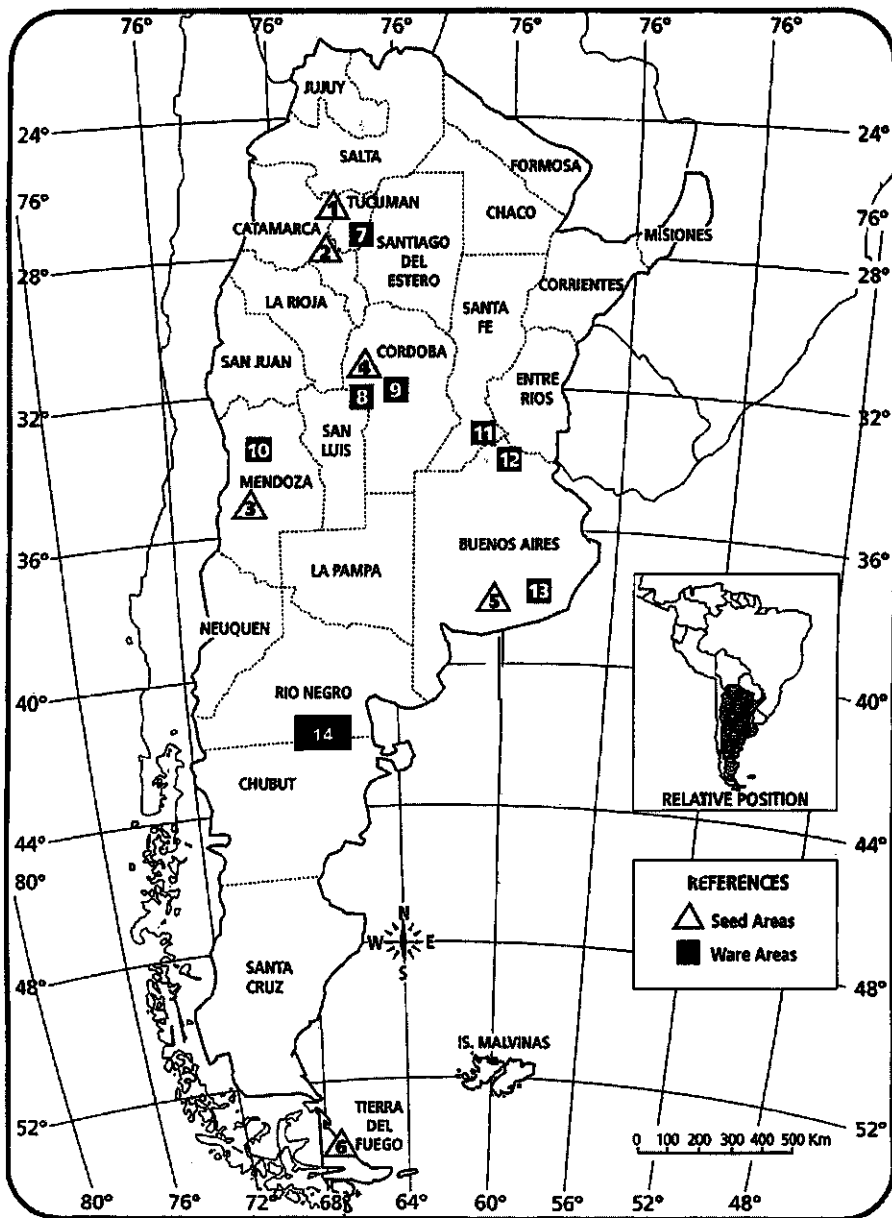 76° 76° 76° 76° 76° 76°
JUJUY
24° 24°
SALTA
FORMOSA
76° 76°
1 TUCUMAN
CHACO
CATAMARCA 7
MISIONES
2
SANTIAGO
DEL
ESTERO
28° 28°
CORRIENTES
LA RIOJA
SANTA
FE
SAN JUAN
4 CORDOBA
ENTRE
RIOS
8 9
32° 32°
SAN
LUIS
11
10
12
MENDOZA
3
BUENOS AIRES
36° 36°
LA PAMPA
5 13
NEUQUEN
RIO NEGRO
40° 40°
14
CHUBUT
RELATIVE POSITION
44° 44°
80° 80°
REFERENCES
Seed Areas
Ware Areas
N
W E
S
SANTA
CRUZ
48° 48°
IS. MALVINAS
TIERRA
DEL
FUEGO
6
52° 52°
0 100 200 300 400 500 Km
80° 76° 72° 68° 64° 60° 56° 48°